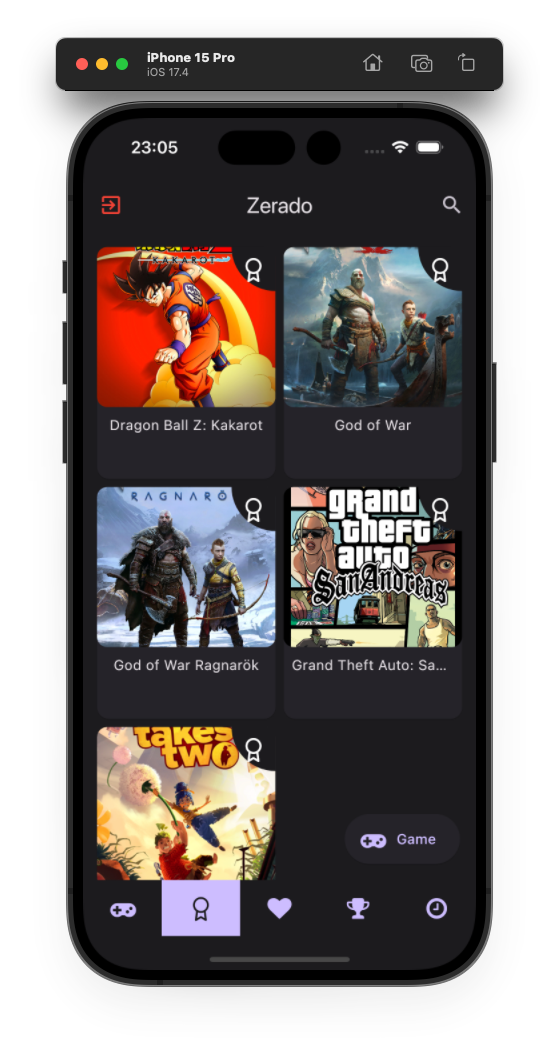 iPhone 15 Pro
iOS 17.4
23:05
Zerado
KAKAROT
Dragon Ball Z: Kakarot
God of War
RAGNARÖ
grand
theft
auto
San Andreas
God of War Ragnarök
Grand Theft Auto: Sa...
takes
two
Game